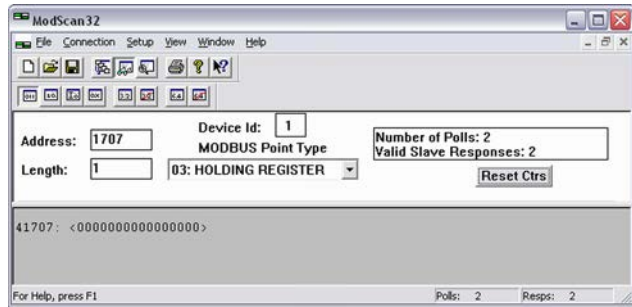 ModScan32
File Connection Setup View Window Help
Address: 1707
Device Id: 1
MODBUS Point Type
Length: 1
03: HOLDING REGISTER
Number of Polls: 2
Valid Slave Responses: 2
Reset Ctrs
41707: <0000000000000000>
For Help, press F1
Polls: 2
Resps: 2